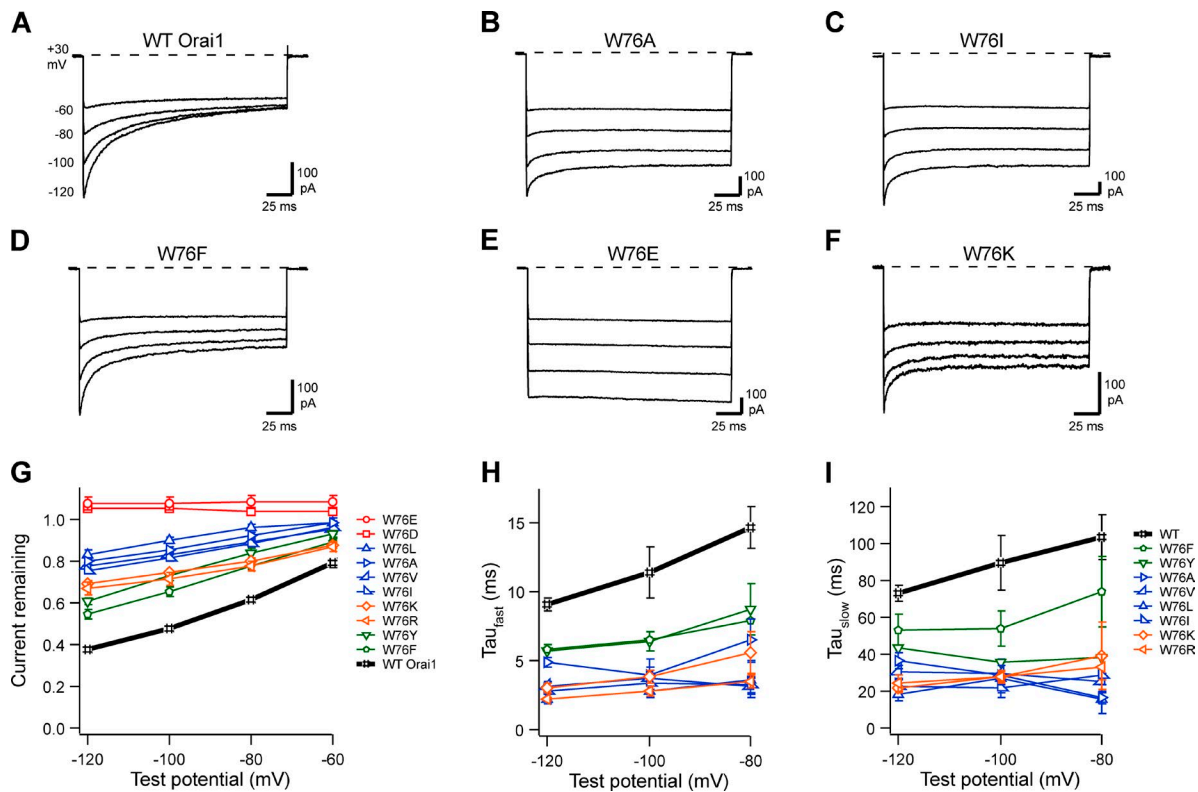 A
WT Orai1
+30
mV
-60
-80
-100
-120
100
pA
25 ms
B
W76A
100
pA
25 ms
C
W76I
100
pA
25 ms
D
W76F
100
pA
25 ms
E
W76E
100
pA
25 ms
F
W76K
100
pA
25 ms
G
Current remaining
1.0
0.8
0.6
0.4
0.2
0.0
-120
-100
-80
-60
Test potential (mV)
W76E
W76D
W76L
W76A
W76V
W76I
W76K
W76R
W76Y
W76F
WT Orai1
H
Taufast (ms)
15
10
5
0
-120
-100
-80
Test potential (mV)
I
Tauslow (ms)
120
100
80
60
40
20
0
-120
-100
-80
Test potential (mV)
WT
W76F
W76Y
W76A
W76V
W76L
W76I
W76K
W76R